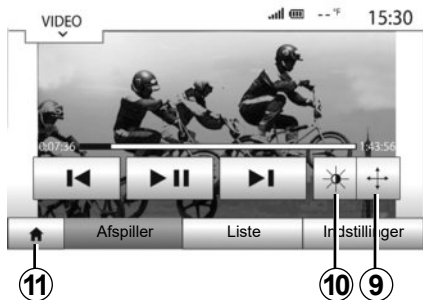 VIDEO
--°F 15:30
0:07:36 1:43:56
Afspiller Liste Indstillinger
11 10 9